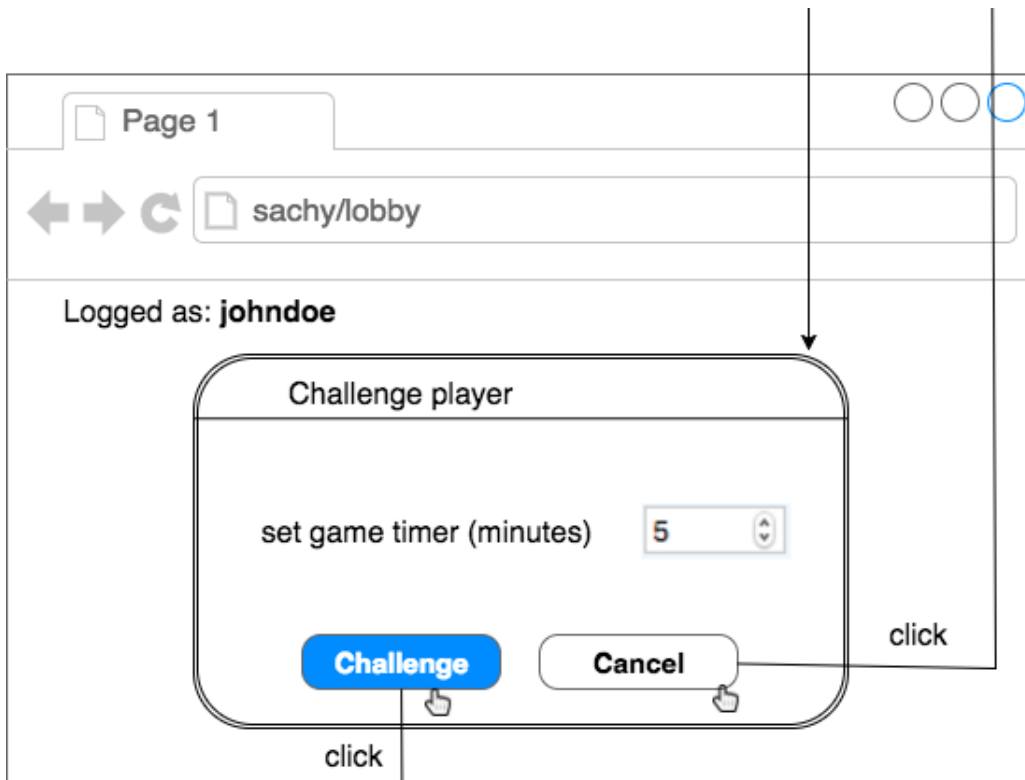 Page 1
sachy/lobby
Logged as: johndoe
Challenge player
set game timer (minutes) 5
click
Challenge Cancel
click